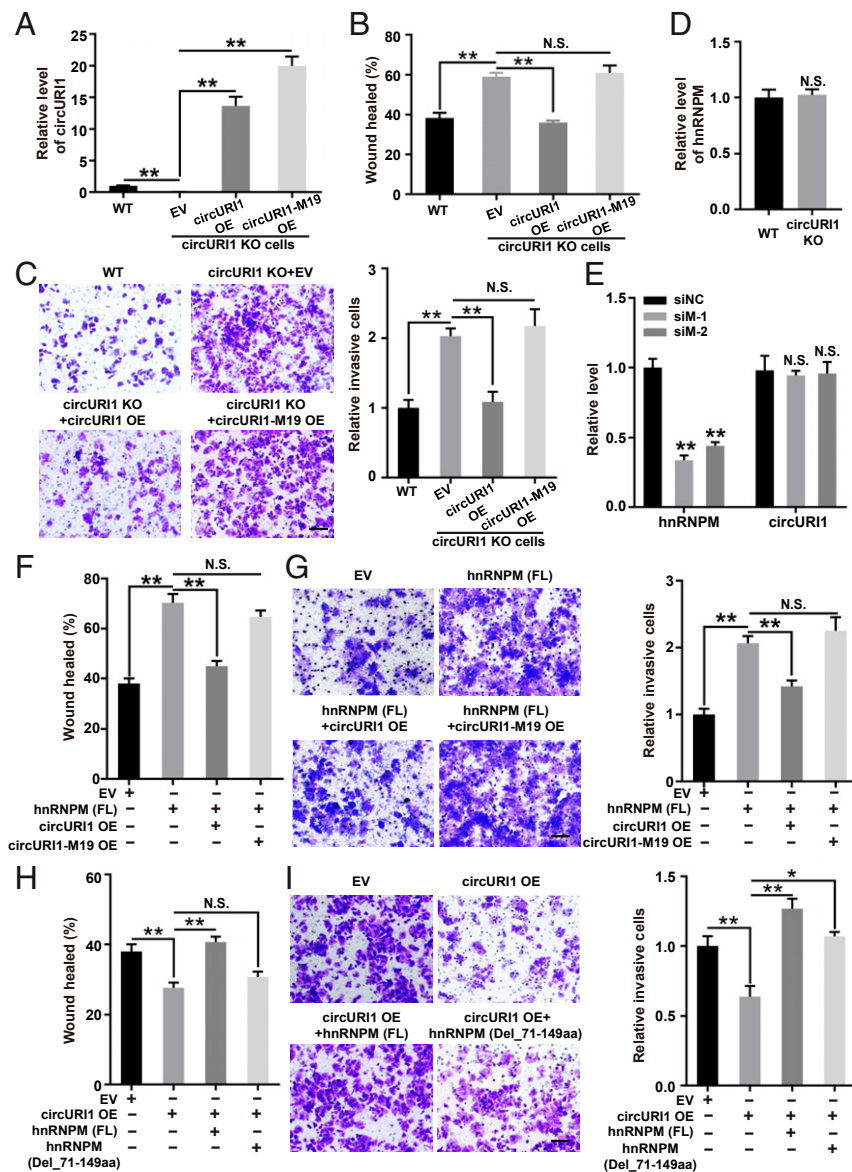 A
Relative level
of circURI1
25
20
15
10
5
0
**
**
**
WT
EV
circURI1
OE
circURI1-M19
OE
circURI1 KO cells
B
Wound healed (%)
80
60
40
20
0
N.S.
**
**
WT
EV
circURI1
OE
circURI1-M19
OE
circURI1 KO cells
D
Relative level
of hnRNPM
1.5
1.0
0.5
0.0
N.S.
WT
circURI1
KO
C
WT
circURI1 KO+EV
circURI1 KO
+circURI1 OE
circURI1 KO
+circURI1-M19 OE
Relative invasive cells
3
2
1
0
N.S.
**
**
WT
EV
circURI1
OE
circURI1-M19
OE
circURI1 KO cells
E
siNC
siM-1
siM-2
Relative level
1.5
1.0
0.5
0.0
**
**
N.S.
N.S.
hnRNPM
circURI1
F
Wound healed (%)
80
60
40
20
0
N.S.
**
**
EV + − − −
hnRNPM (FL) − + + +
circURI1 OE − − + −
circURI1-M19 OE − − − +
G
EV
hnRNPM (FL)
hnRNPM (FL)
+circURI1 OE
hnRNPM (FL)
+circURI1-M19 OE
Relative invasive cells
3
2
1
0
N.S.
**
**
EV + − − −
hnRNPM (FL) − + + +
circURI1 OE − − + −
circURI1-M19 OE − − − +
H
Wound healed (%)
60
40
20
0
N.S.
**
**
EV + − − −
circURI1 OE − + + +
hnRNPM (FL) − − + −
hnRNPM
(Del_71-149aa) − − − +
I
EV
circURI1 OE
circURI1 OE
+hnRNPM (FL)
circURI1 OE+
hnRNPM (Del_71-149aa)
Relative invasive cells
1.5
1.0
0.5
0.0
*
**
**
EV + − − −
circURI1 OE − + + +
hnRNPM (FL) − − + −
hnRNPM
(Del_71-149aa) − − − +